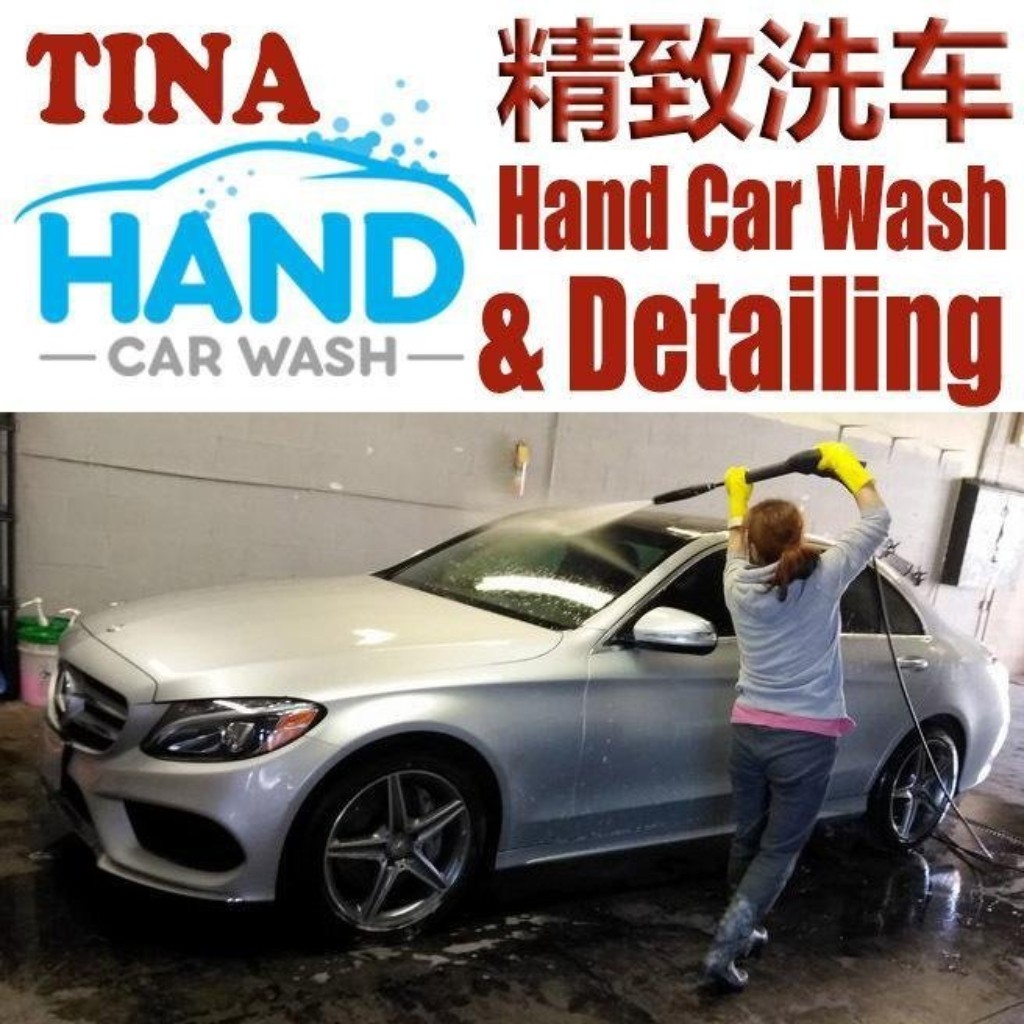 TINA
HAND
— CAR WASH —
精致洗车
Hand Car Wash
& Detailing